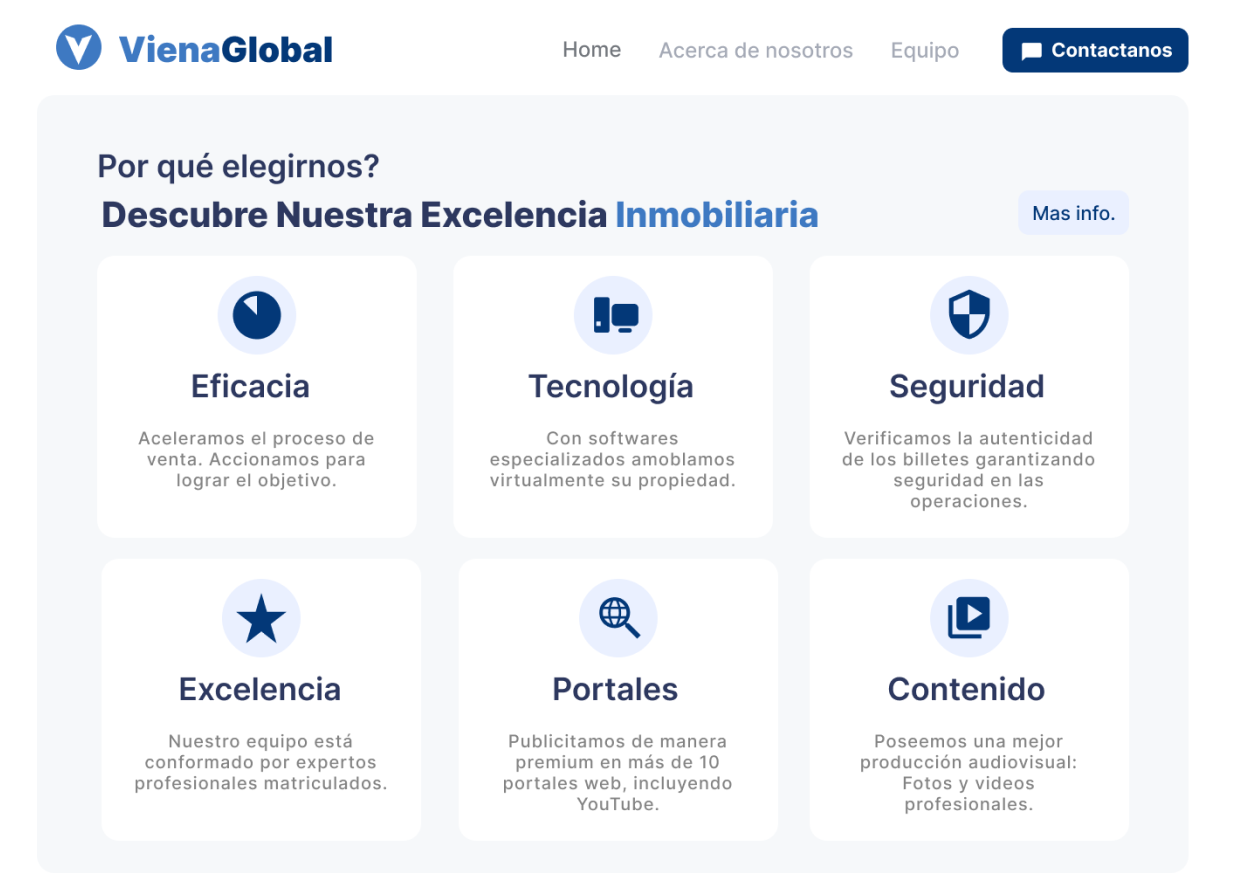 VienaGlobal
Home
Acerca de nosotros
Equipo
Contactanos
Por qué elegirnos?
Descubre Nuestra Excelencia Inmobiliaria
Mas info.
Eficacia
Aceleramos el proceso de
venta. Accionamos para
lograr el objetivo.
Tecnología
Con softwares
especializados amoblamos
virtualmente su propiedad.
Seguridad
Verificamos la autenticidad
de los billetes garantizando
seguridad en las
operaciones.
Excelencia
Nuestro equipo está
conformado por expertos
profesionales matriculados.
Portales
Publicitamos de manera
premium en más de 10
portales web, incluyendo
YouTube.
Contenido
Poseemos una mejor
producción audiovisual:
Fotos y videos
profesionales.